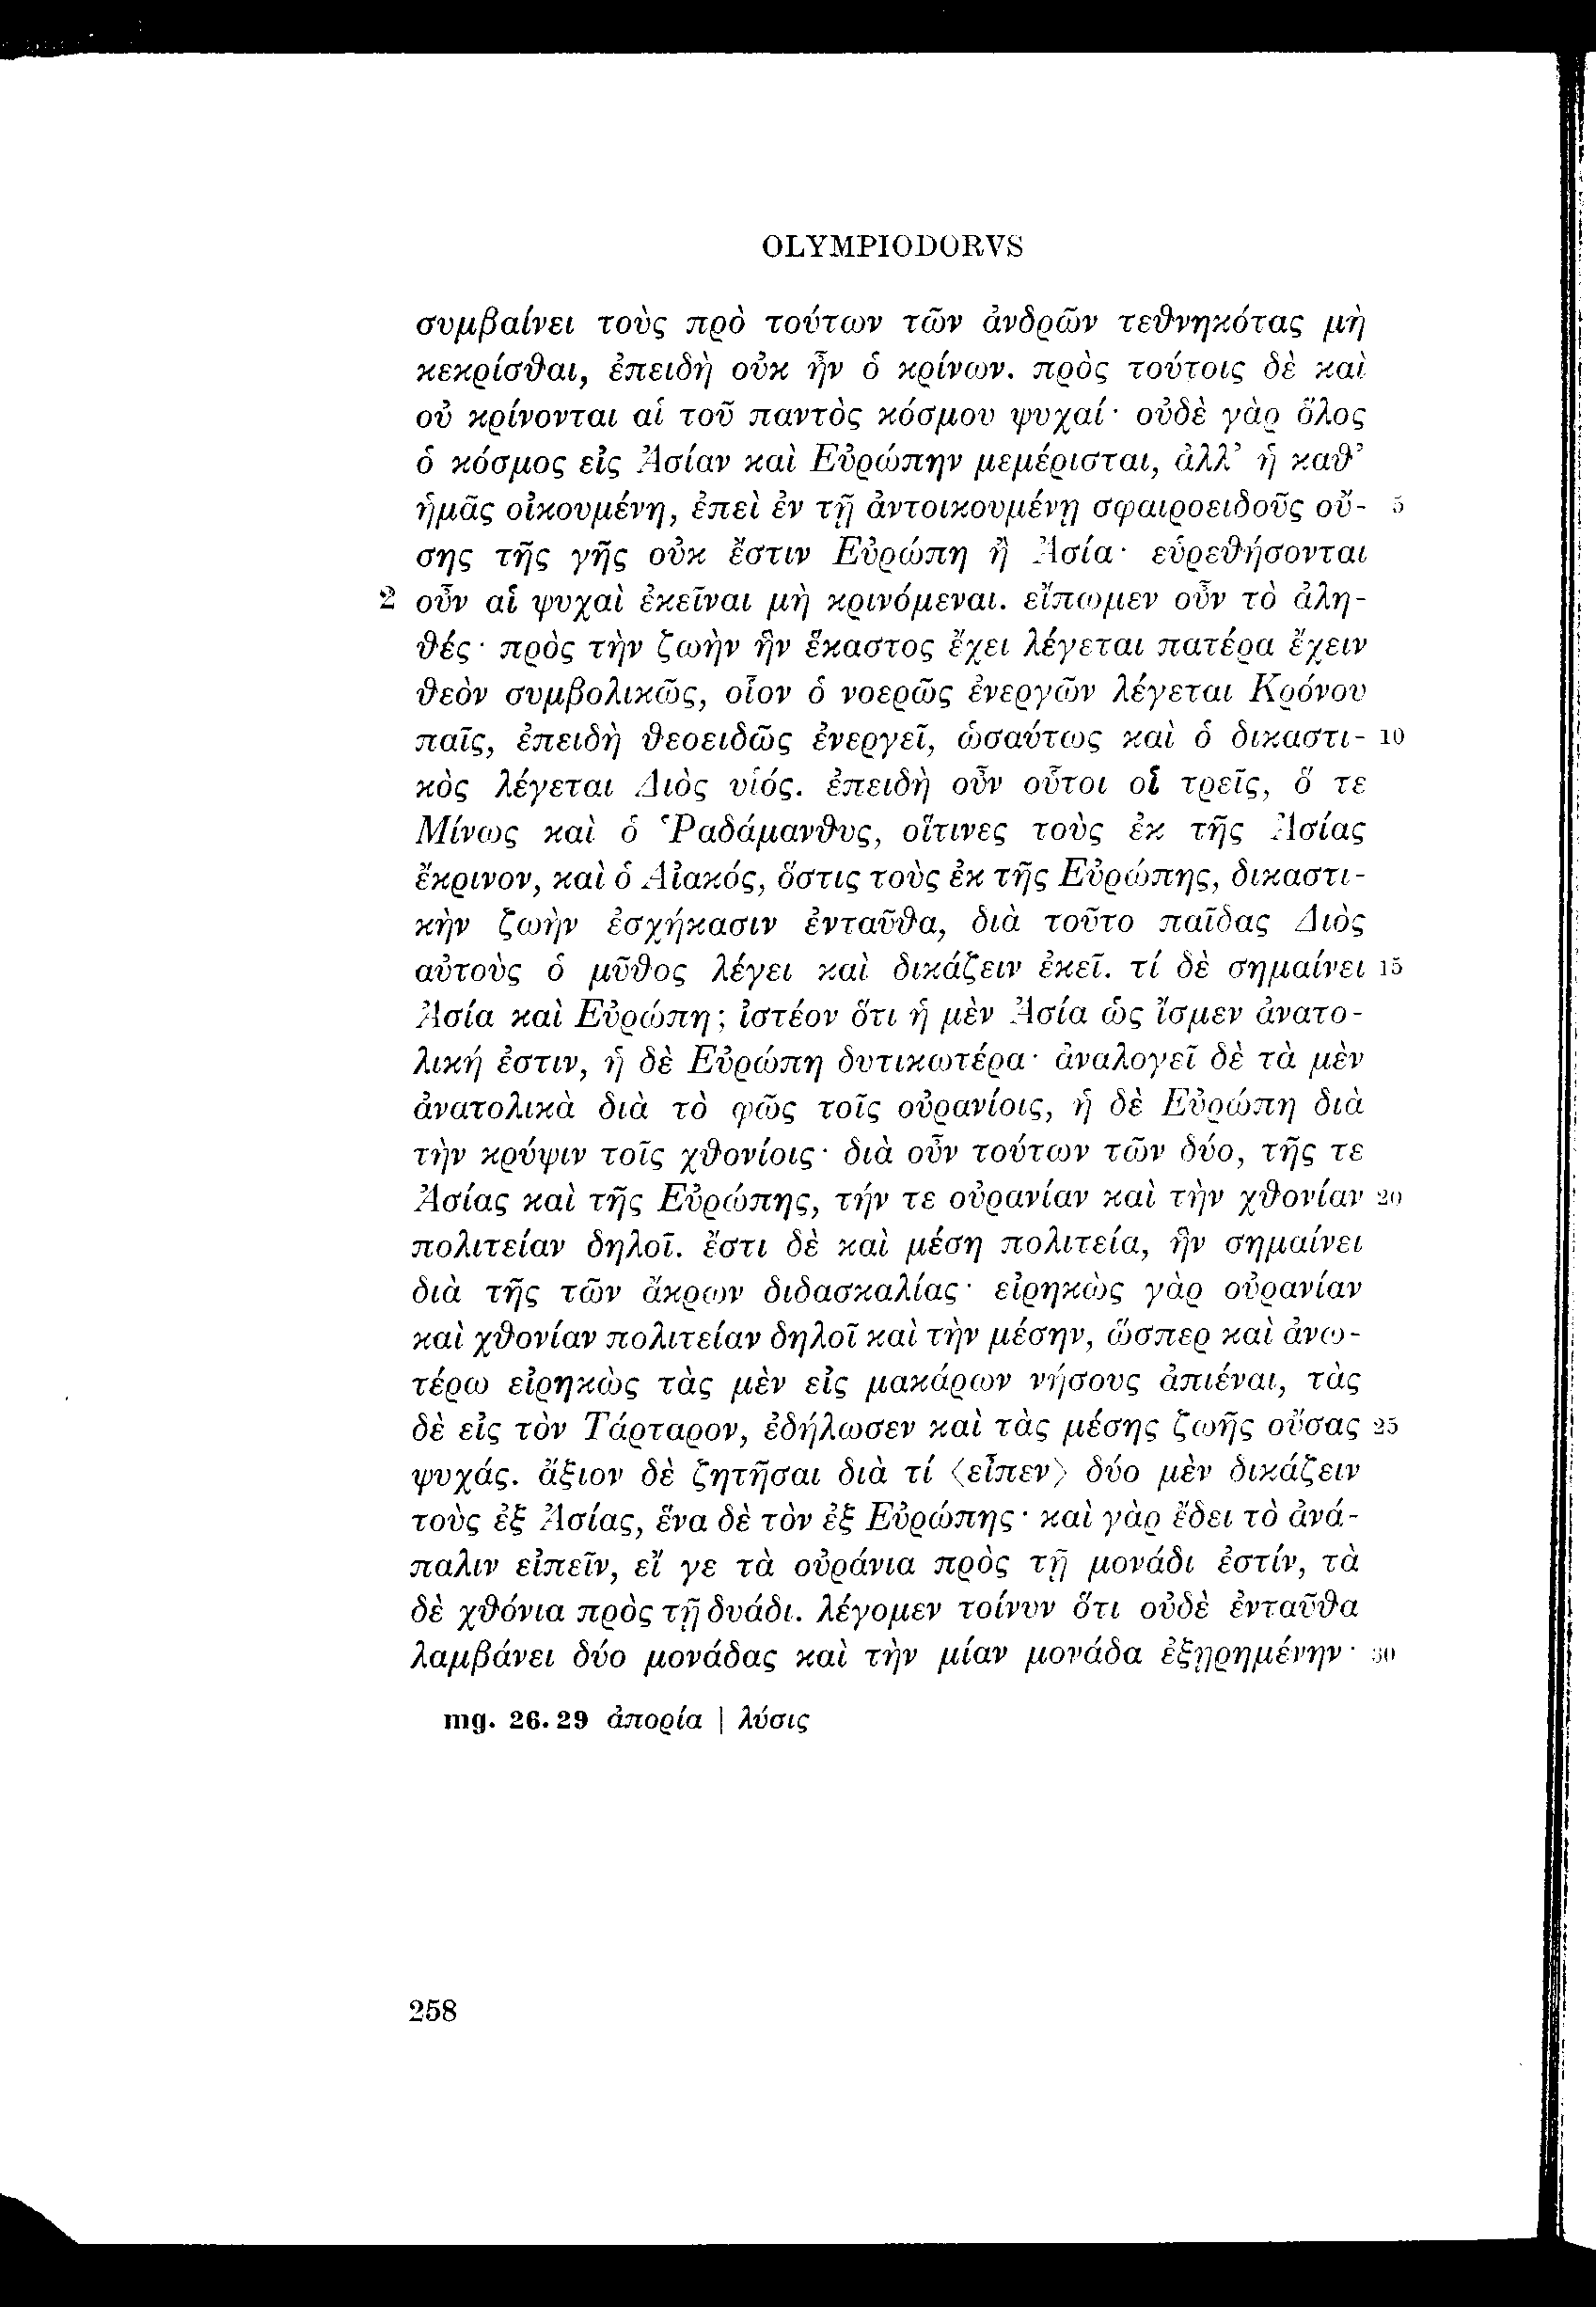 OLYMPIODORVS
συμβαίνει τοὺς πρὸ τούτων τῶν ἀνδρῶν τεθνηκότας μὴ
κεκρίσθαι, ἐπειδὴ οὐκ ἦν ὁ κρίνων. πρὸς τούτοις δὲ καὶ
οὐ κρίνονται αἱ τοῦ παντὸς κόσμου ψυχαί· οὐδὲ γὰρ ὅλος
ὁ κόσμος εἰς Ἀσίαν καὶ Εὐρώπην μεμέρισται, ἀλλ’ ἡ καθ’
ἡμᾶς οἰκουμένη, ἐπεὶ ἐν τῇ ἀντοικουμένῃ σφαιροειδοῦς οὔ- 5
σης τῆς γῆς οὐκ ἔστιν Εὐρώπη ἢ Ἀσία· εὑρεθήσονται
2 οὖν αἱ ψυχαὶ ἐκεῖναι μὴ κρινόμεναι. εἴπωμεν οὖν τὸ ἀλη-
θές· πρὸς τὴν ζωὴν ἣν ἕκαστος ἔχει λέγεται πατέρα ἔχειν
θεὸν συμβολικῶς, οἷον ὁ νοερῶς ἐνεργῶν λέγεται Κρόνου
παῖς, ἐπειδὴ θεοειδῶς ἐνεργεῖ, ὡσαύτως καὶ ὁ δικαστι- 10
κὸς λέγεται Διὸς υἱός. ἐπειδὴ οὖν οὗτοι οἱ τρεῖς, ὅ τε
Μίνως καὶ ὁ Ῥαδάμανθυς, οἵτινες τοὺς ἐκ τῆς Ἀσίας
ἔκρινον, καὶ ὁ Αἰακός, ὅστις τοὺς ἐκ τῆς Εὐρώπης, δικαστι-
κὴν ζωὴν ἐσχήκασιν ἐνταῦθα, διὰ τοῦτο παῖδας Διὸς
αὐτοὺς ὁ μῦθος λέγει καὶ δικάζειν ἐκεῖ. τί δὲ σημαίνει 15
Ἀσία καὶ Εὐρώπη; ἰστέον ὅτι ἡ μὲν Ἀσία ὡς ἴσμεν ἀνατο-
λική ἐστιν, ἡ δὲ Εὐρώπη δυτικωτέρα· ἀναλογεῖ δὲ τὰ μὲν
ἀνατολικὰ διὰ τὸ φῶς τοῖς οὐρανίοις, ἡ δὲ Εὐρώπη διὰ
τὴν κρύψιν τοῖς χθονίοις· διὰ οὖν τούτων τῶν δύο, τῆς τε
Ἀσίας καὶ τῆς Εὐρώπης, τήν τε οὐρανίαν καὶ τὴν χθονίαν 20
πολιτείαν δηλοῖ. ἔστι δὲ καὶ μέση πολιτεία, ἣν σημαίνει
διὰ τῆς τῶν ἄκρων διδασκαλίας· εἰρηκὼς γὰρ οὐρανίαν
καὶ χθονίαν πολιτείαν δηλοῖ καὶ τὴν μέσην, ὥσπερ καὶ ἀνω-
τέρω εἰρηκὼς τὰς μὲν εἰς μακάρων νήσους ἀπιέναι, τὰς
δὲ εἰς τὸν Τάρταρον, ἐδήλωσεν καὶ τὰς μέσης ζωῆς οὔσας 25
ψυχάς. ἄξιον δὲ ζητῆσαι διὰ τί ⟨εἶπεν⟩ δύο μὲν δικάζειν
τοὺς ἐξ Ἀσίας, ἕνα δὲ τὸν ἐξ Εὐρώπης· καὶ γὰρ ἔδει τὸ ἀνά-
παλιν εἰπεῖν, εἴ γε τὰ οὐράνια πρὸς τῇ μονάδι ἐστίν, τὰ
δὲ χθόνια πρὸς τῇ δυάδι. λέγομεν τοίνυν ὅτι οὐδὲ ἐνταῦθα
λαμβάνει δύο μονάδας καὶ τὴν μίαν μονάδα ἐξῃρημένην· 30
mg. 26. 29 ἀπορία | λύσις
258